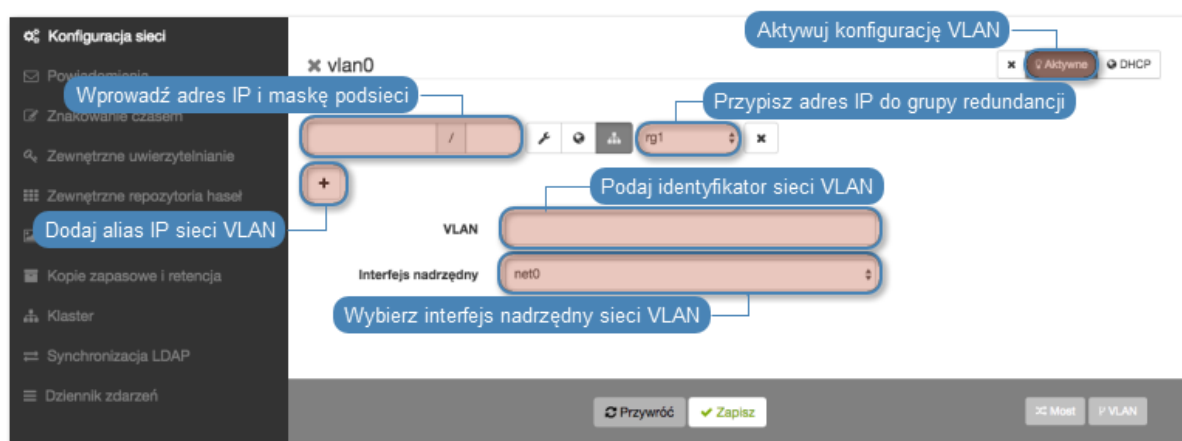 Konfiguracja sieci
Powiadomienia
Znakowanie czasem
Zewnętrzne uwierzytelnianie
Zewnętrzne repozytoria haseł
Kopie zapasowe i retencja
Klaster
Synchronizacja LDAP
Dziennik zdarzeń
Aktywuj konfigurację VLAN
vlan0
Aktywne
DHCP
Wprowadź adres IP i maskę podsieci
Przypisz adres IP do grupy redundancji
/
rg1
+
Podaj identyfikator sieci VLAN
Dodaj alias IP sieci VLAN
VLAN
Interfejs nadrzędny
net0
Wybierz interfejs nadrzędny sieci VLAN
Przywróć
Zapisz
Most
VLAN